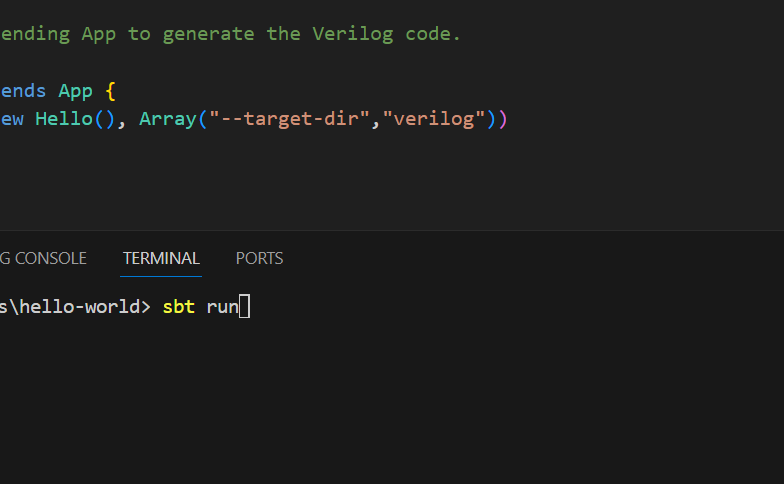 ending App to generate the Verilog code.
ends App {
ew Hello(), Array("--target-dir","verilog"))
G CONSOLE TERMINAL PORTS
s\hello-world> sbt run